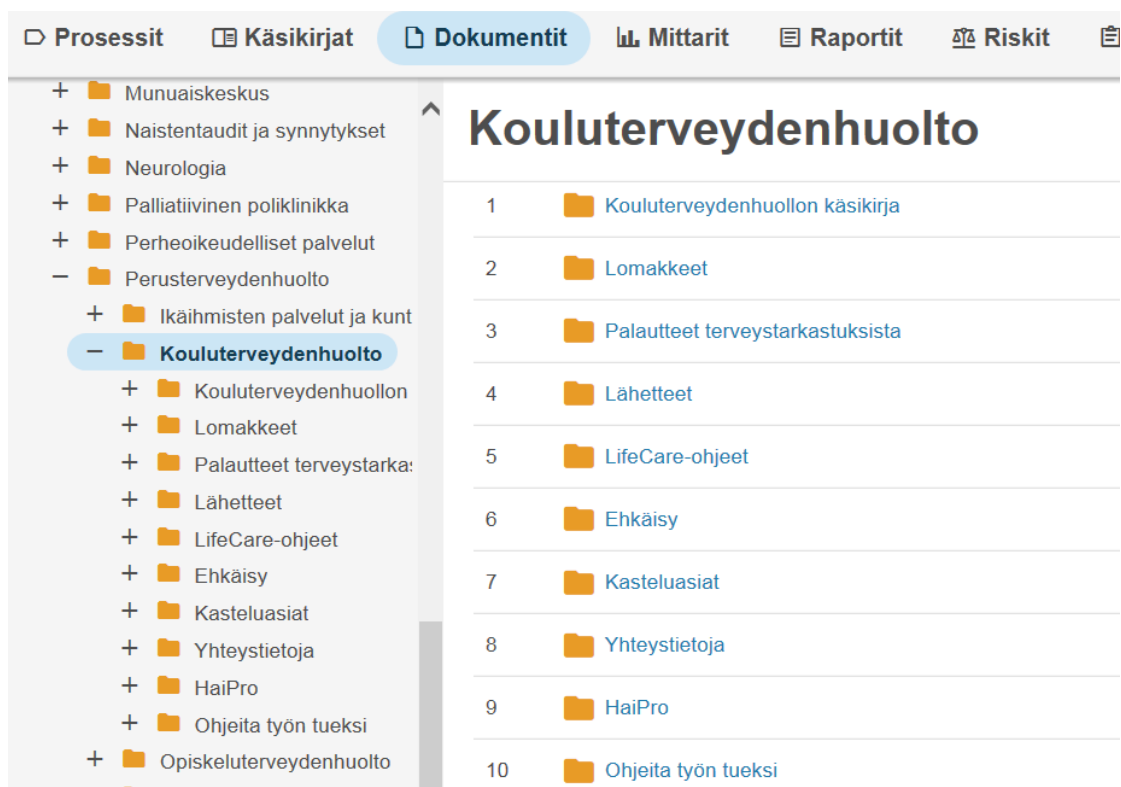 Prosessit Käsikirjat Dokumentit Mittarit Raportit Riskit
Munuaiskeskus
Naistentaudit ja synnytykset
Neurologia
Palliatiivinen poliklinikka
Perheoikeudelliset palvelut
Perusterveydenhuolto
Ikäihmisten palvelut ja kunt
Kouluterveydenhuolto
Kouluterveydenhuollon
Lomakkeet
Palautteet terveystarka
Lähetteet
LifeCare-ohjeet
Ehkäisy
Kasteluasiat
Yhteystietoja
HaiPro
Ohjeita työn tueksi
Opiskeluterveydenhuolto
Kouluterveydenhuolto
1 Kouluterveydenhuollon käsikirja
2 Lomakkeet
3 Palautteet terveystarkastuksista
4 Lähetteet
5 LifeCare-ohjeet
6 Ehkäisy
7 Kasteluasiat
8 Yhteystietoja
9 HaiPro
10 Ohjeita työn tueksi